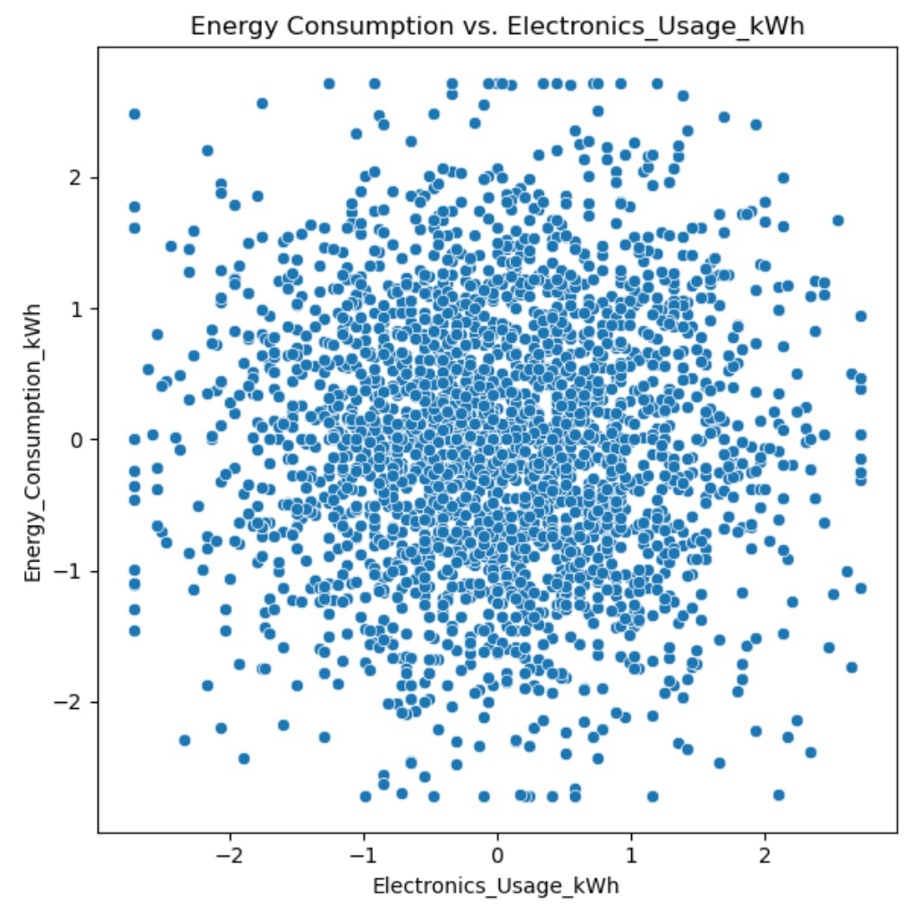 Energy Consumption vs. Electronics_Usage_kWh
Energy_Consumption_kWh
2
1
0
−1
−2
−2 −1 0 1 2
Electronics_Usage_kWh